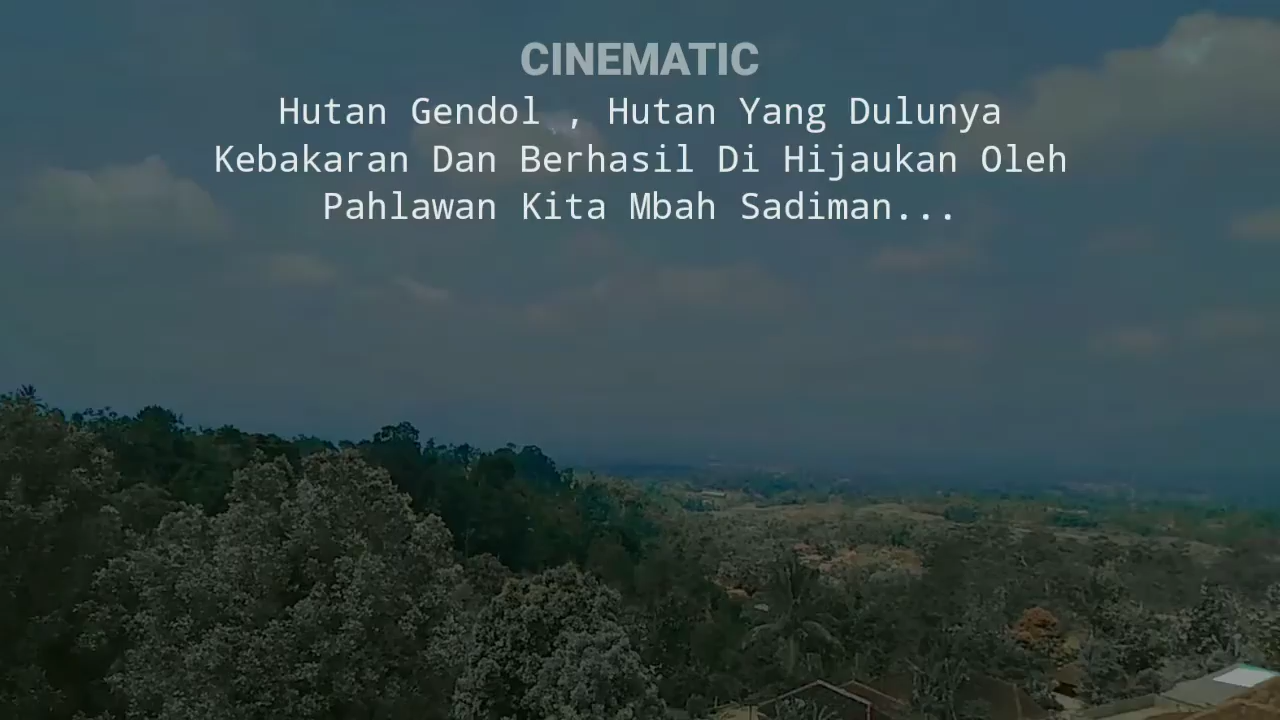 CINEMATIC
Hutan Gendol , Hutan Yang Dulunya
Kebakaran Dan Berhasil Di Hijaukan Oleh
Pahlawan Kita Mbah Sadiman...